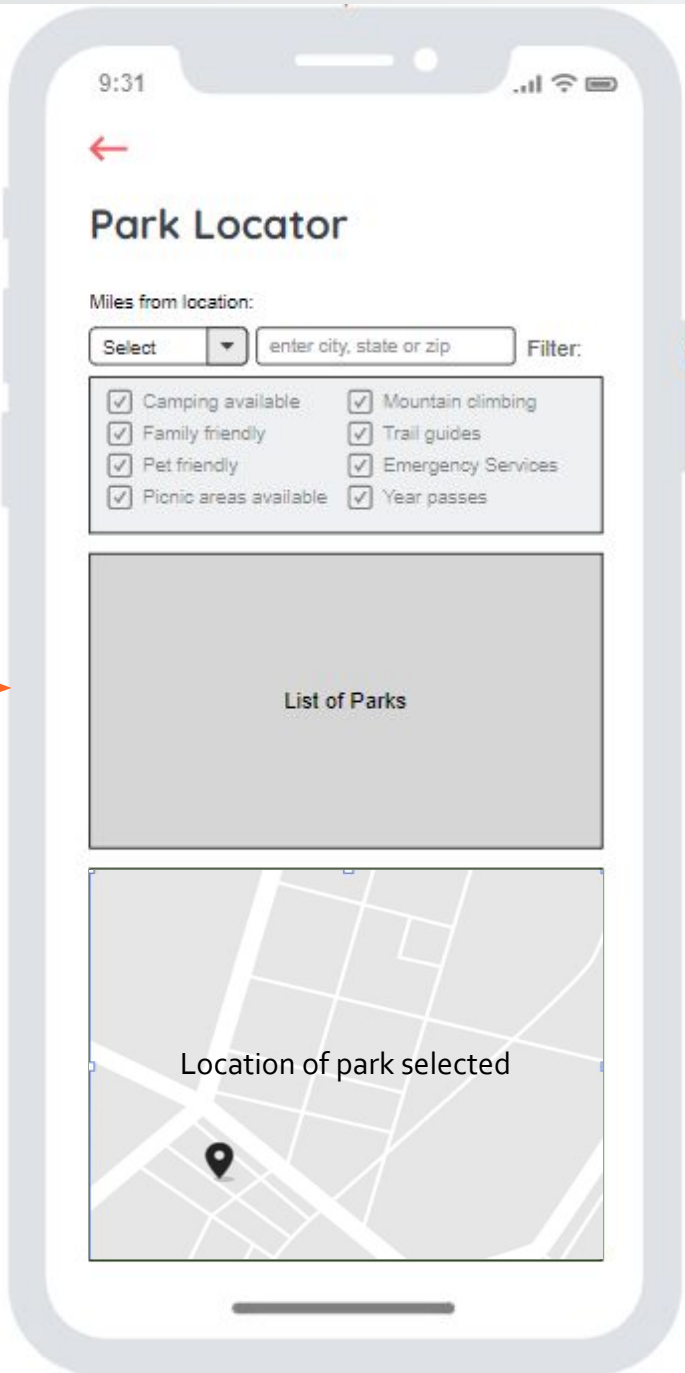 9:31
Park Locator
Miles from location:
Select enter city, state or zip Filter:
Camping available Mountain climbing
Family friendly Trail guides
Pet friendly Emergency Services
Picnic areas available Year passes
List of Parks
Location of park selected